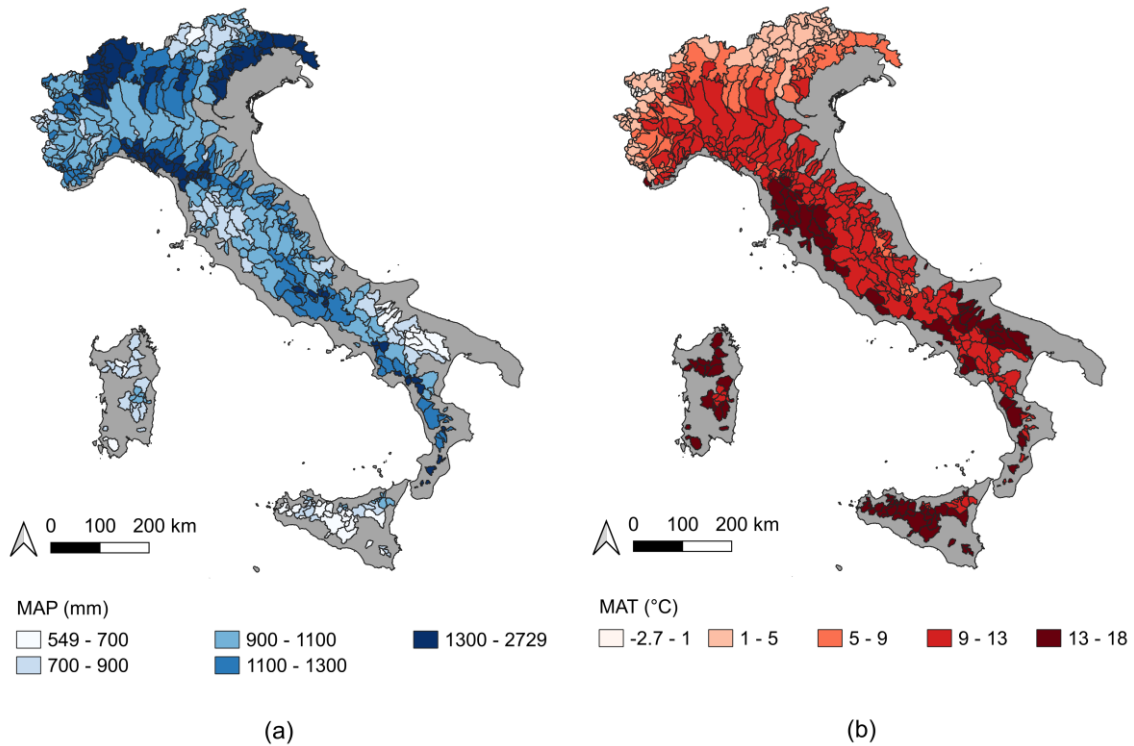 0 100 200 km
MAP (mm)
549 - 700 900 - 1100 1300 - 2729
700 - 900 1100 - 1300
(a)
0 100 200 km
MAT (°C)
-2.7 - 1 1 - 5 5 - 9 9 - 13 13 - 18
(b)